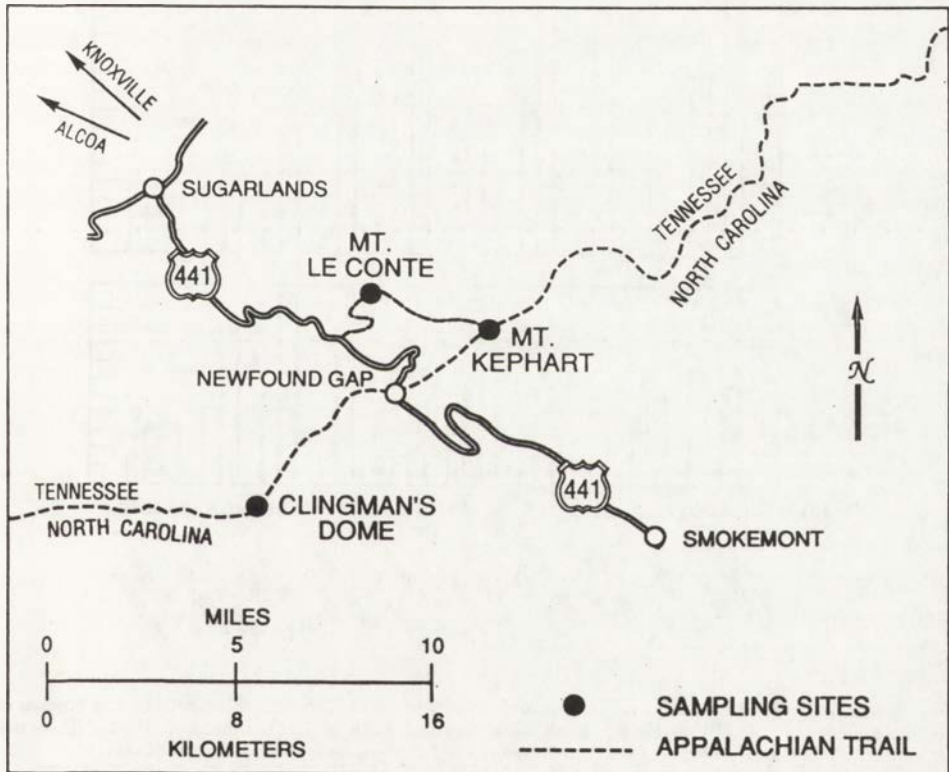 KNOXVILLE
ALCOA
SUGARLANDS
441
MT.
LE CONTE
TENNESSEE
NORTH CAROLINA
MT.
KEPHART
NEWFOUND GAP
N
TENNESSEE
NORTH CAROLINA
CLINGMAN'S
DOME
441
SMOKEMONT
MILES
0 5 10
0 8 16
KILOMETERS
SAMPLING SITES
APPALACHIAN TRAIL